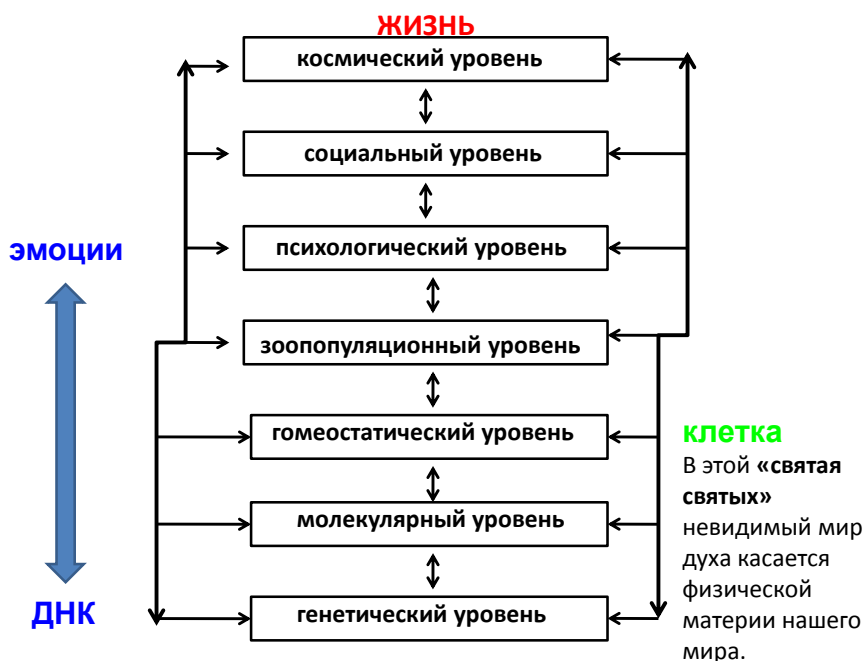 ЖИЗНЬ
космический уровень
социальный уровень
психологический уровень
эмоции
зоопопуляционный уровень
гомеостатический уровень
клетка
В этой «святая
святых»
невидимый мир
духа касается
физической
материи нашего
мира.
молекулярный уровень
ДНК
генетический уровень